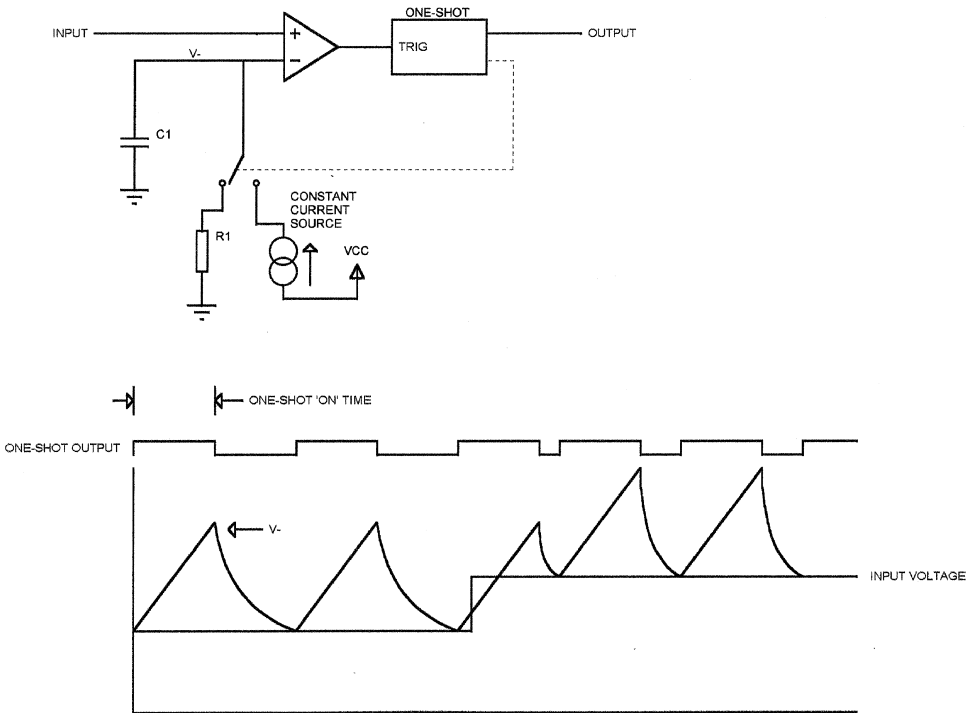 ONE-SHOT
INPUT
OUTPUT
+
TRIG
V-
−
C1
CONSTANT
CURRENT
SOURCE
R1
VCC
ONE-SHOT 'ON' TIME
ONE-SHOT OUTPUT
V-
INPUT VOLTAGE